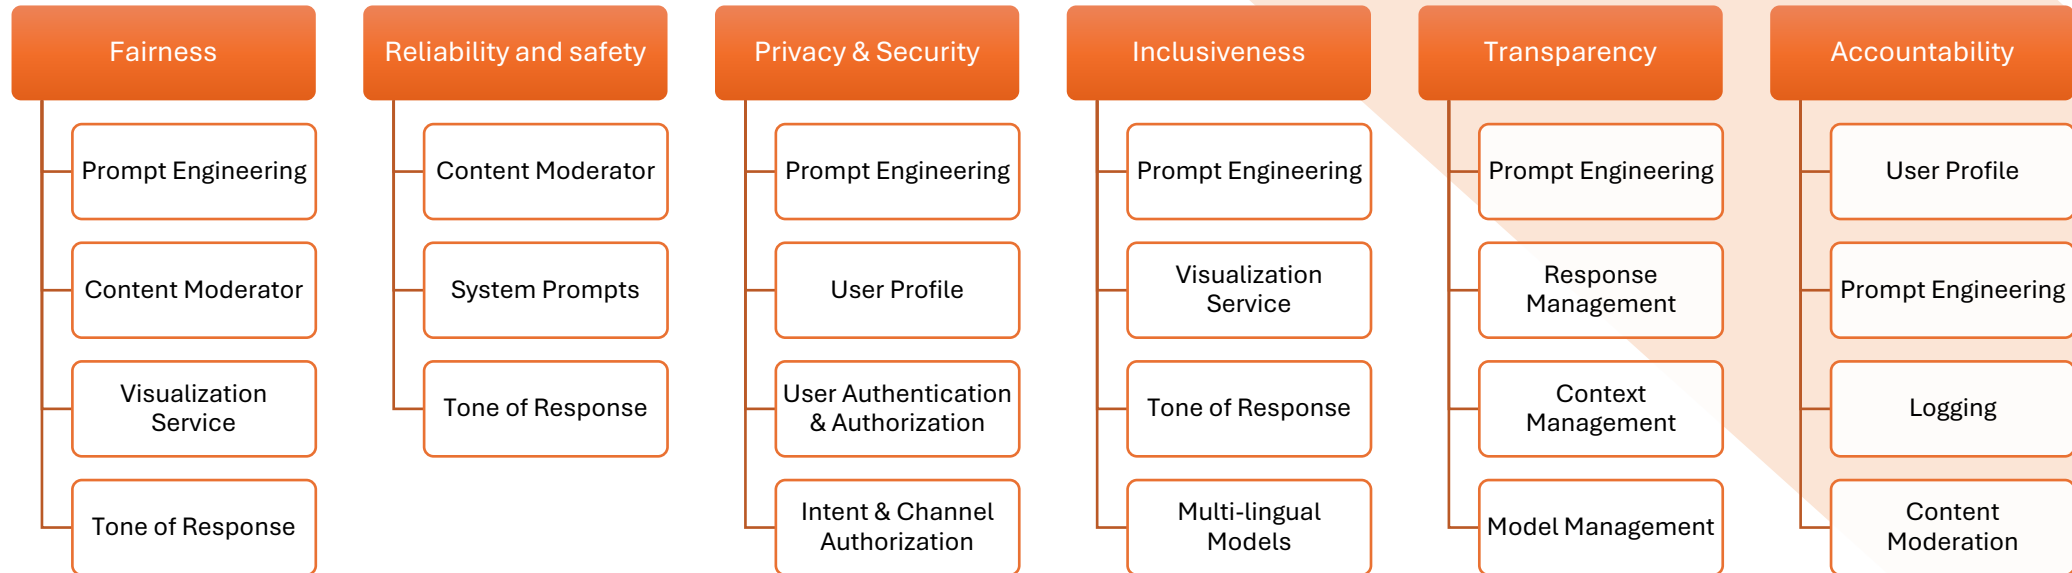 Fairness
Prompt Engineering
Content Moderator
Visualization
Service
Tone of Response
Reliability and safety
Content Moderator
System Prompts
Tone of Response
Privacy & Security
Prompt Engineering
User Profile
User Authentication
& Authorization
Intent & Channel
Authorization
Inclusiveness
Prompt Engineering
Visualization
Service
Tone of Response
Multi-lingual
Models
Transparency
Prompt Engineering
Response
Management
Context
Management
Model Management
Accountability
User Profile
Prompt Engineering
Logging
Content
Moderation